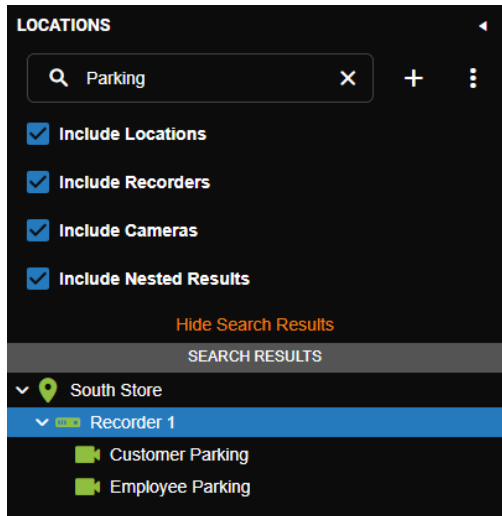 LOCATIONS
Parking
Include Locations
Include Recorders
Include Cameras
Include Nested Results
Hide Search Results
SEARCH RESULTS
South Store
Recorder 1
Customer Parking
Employee Parking